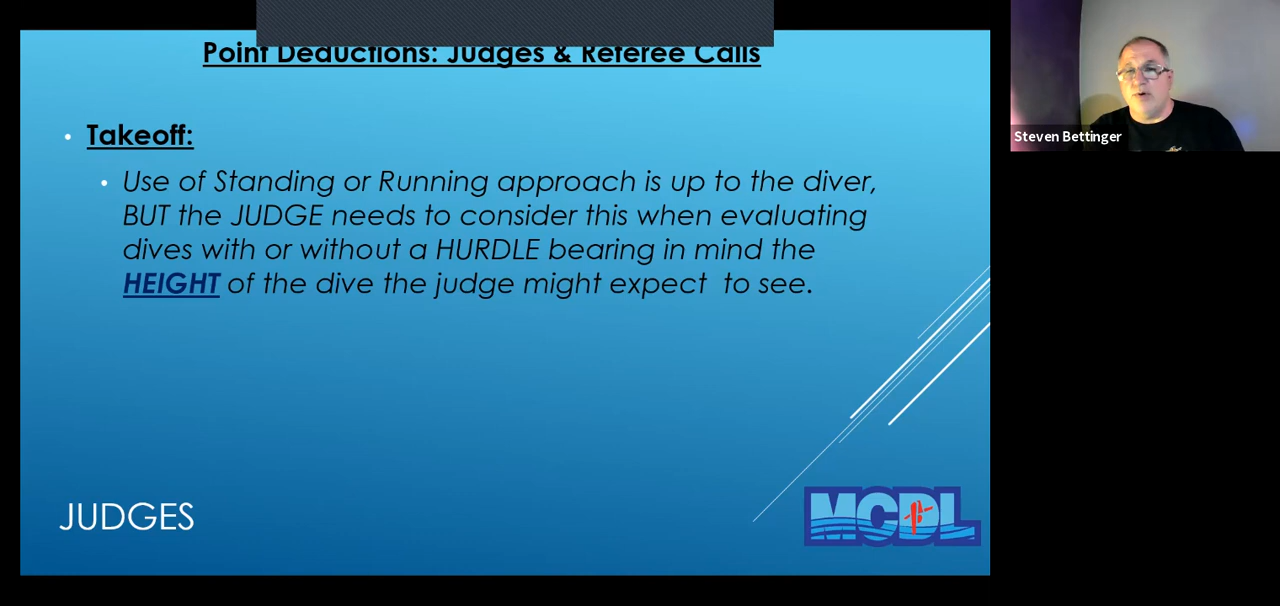 Point Deductions: Judges & Referee Calls
Steven Bettinger
• Takeoff:
• Use of Standing or Running approach is up to the diver,
BUT the JUDGE needs to consider this when evaluating
dives with or without a HURDLE bearing in mind the
HEIGHT of the dive the judge might expect to see.
JUDGES
MCDL